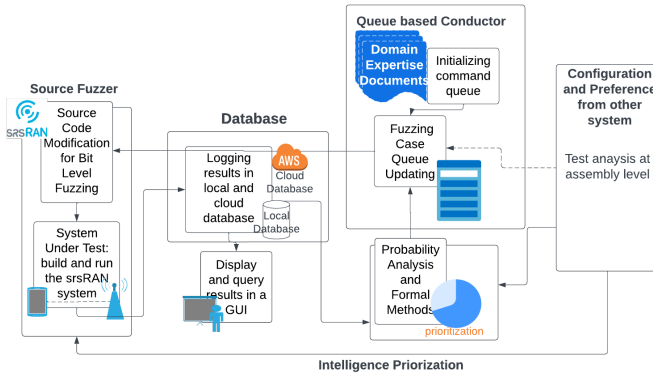 Queue based Conductor
Domain
Expertise
Documents
Initializing
command
queue
Configuration
and Preference
from other
system
Test anaysis at
assembly level
Source Fuzzer
srsRAN
Source
Code
Modification
for Bit
Level
Fuzzing
Database
Logging
results in
local and
cloud
database
AWS
Cloud
Database
Local
Database
Fuzzing
Case
Queue
Updating
System
Under Test:
build and run
the srsRAN
system
Display
and query
results in a
GUI
Probability
Analysis
and
Formal
Methods
prioritization
Intelligence Priorization